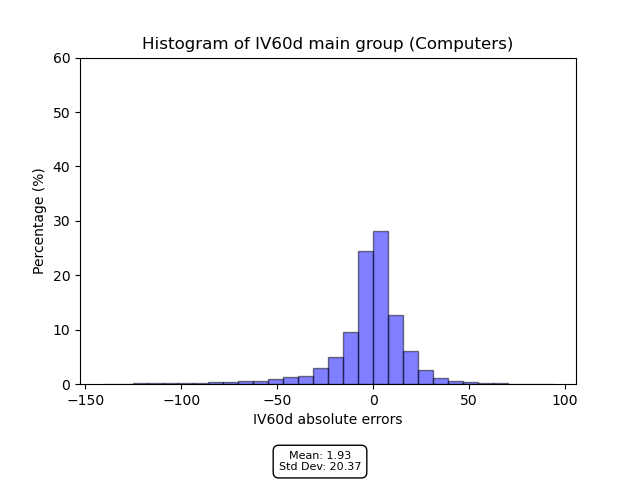 Histogram of IV60d main group (Computers)
60
50
40
30
20
10
0
Percentage (%)
−150
−100
−50
0
50
100
IV60d absolute errors
Mean: 1.93
Std Dev: 20.37